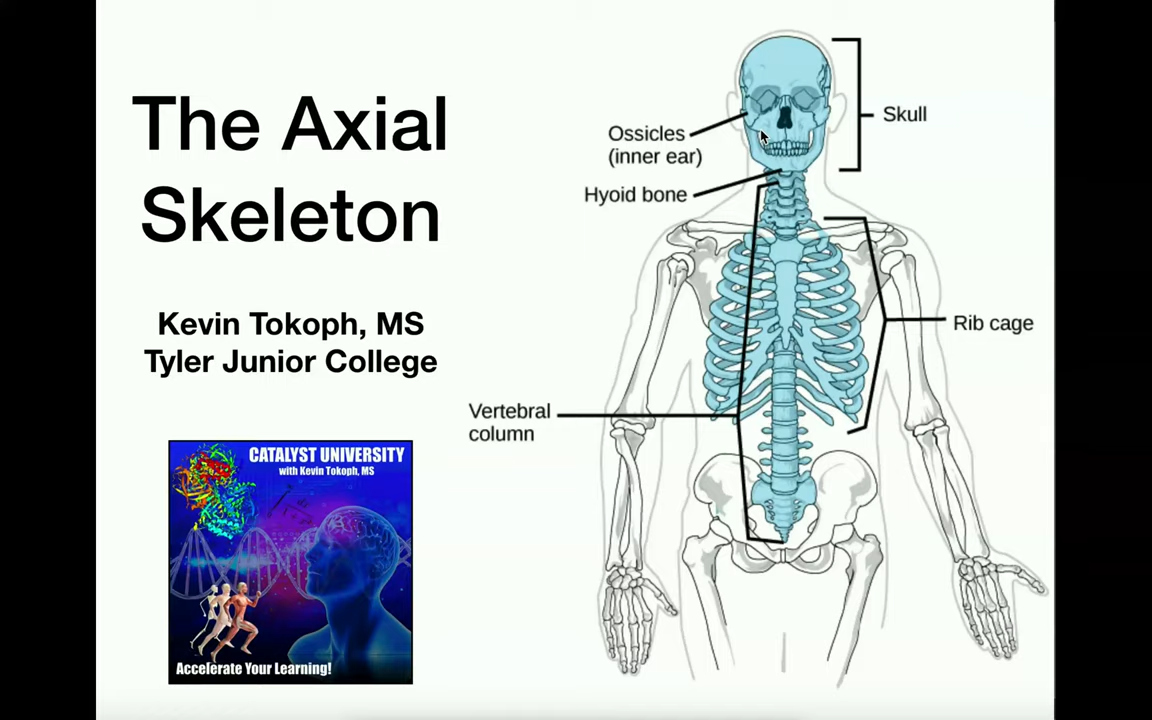 The Axial
Skeleton
Kevin Tokoph, MS
Tyler Junior College
CATALYST UNIVERSITY
with Kevin Tokoph, MS
Accelerate Your Learning!
Skull
Ossicles
(inner ear)
Hyoid bone
Rib cage
Vertebral
column